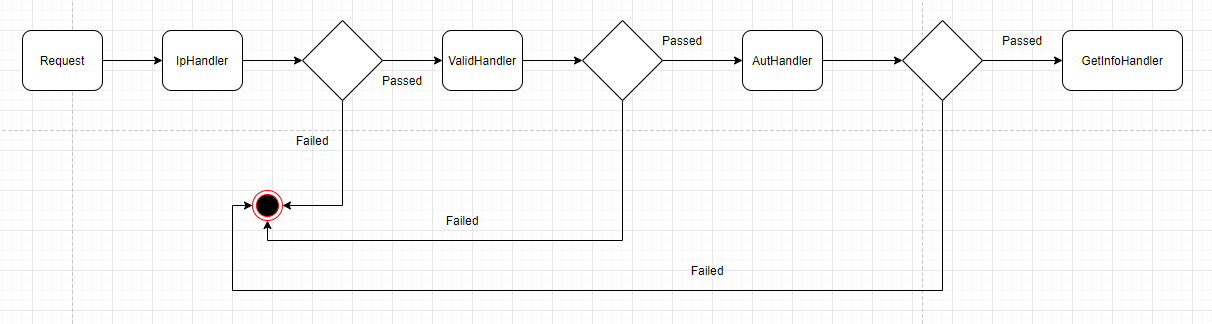 Request
IpHandler
Passed
ValidHandler
Passed
AutHandler
Passed
GetInfoHandler
Failed
Failed
Failed